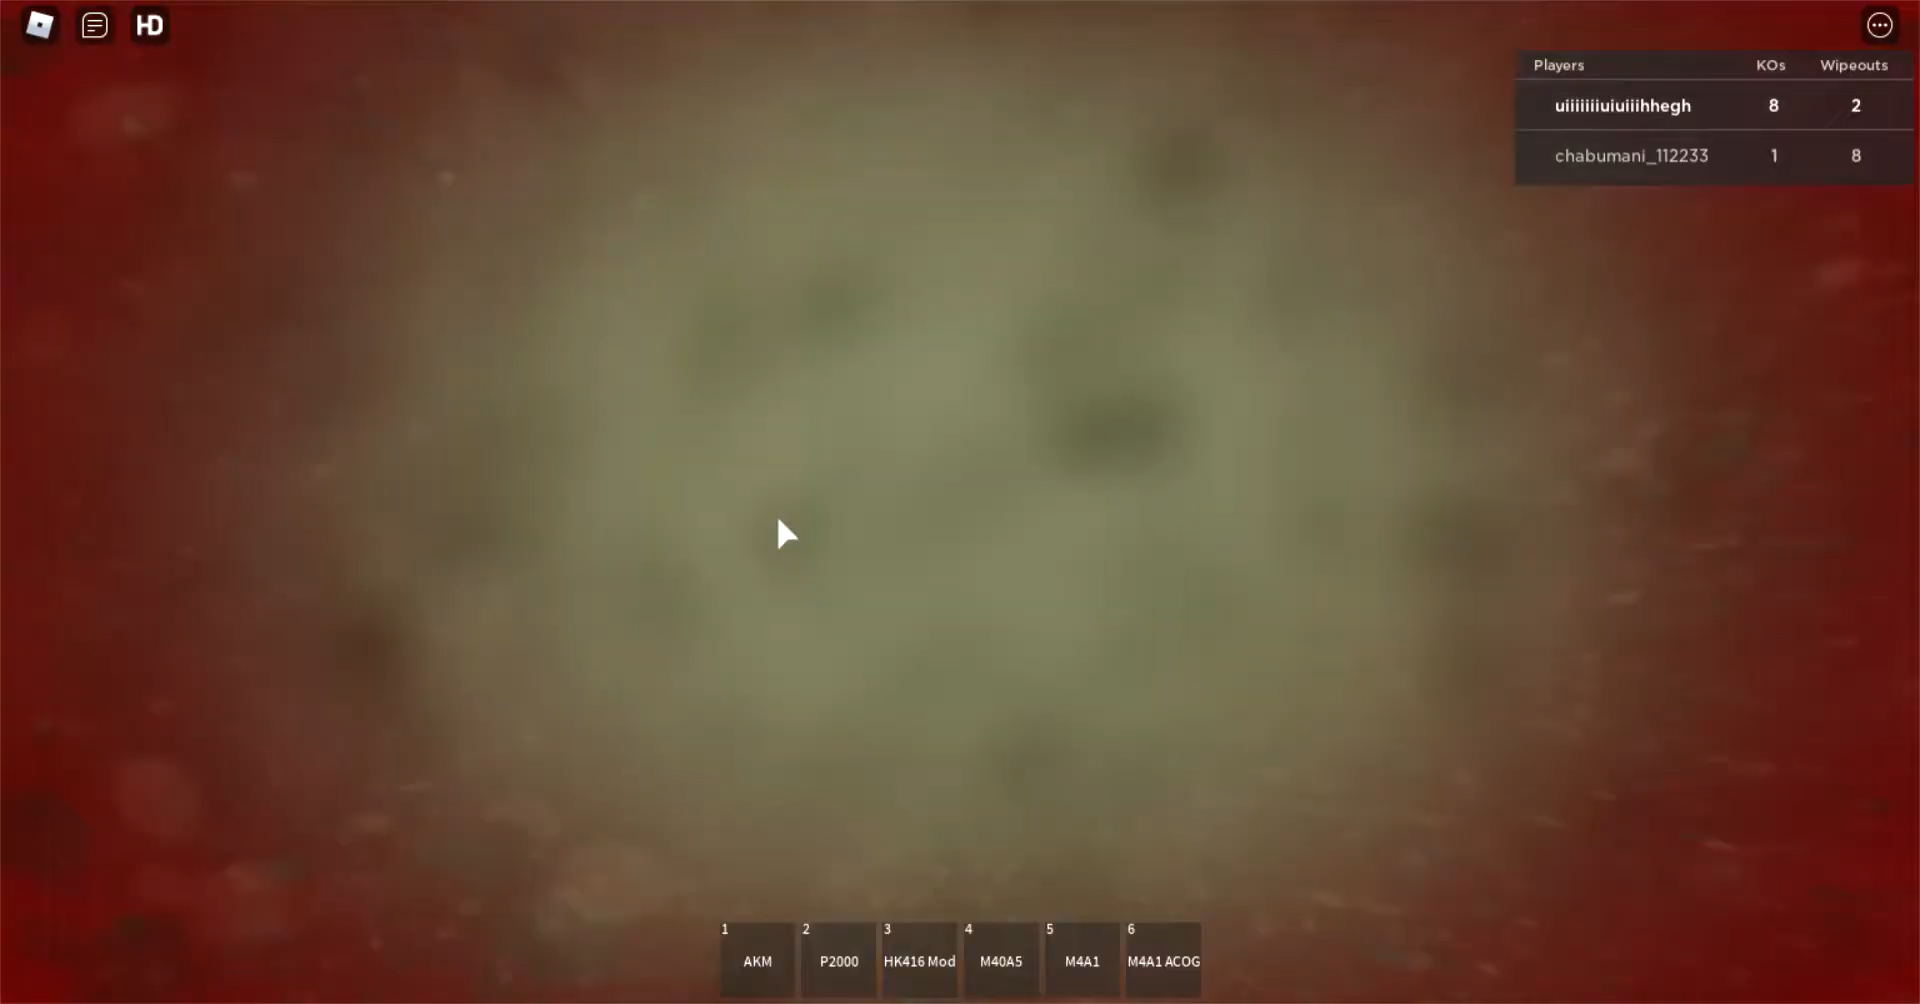 HD
Players KOs Wipeouts
uiiiiiiiuiuiiihhegh 8 2
chabumani_112233 1 8
1 2 3 4 5 6
AKM P2000 HK416 Mod M40A5 M4A1 M4A1 ACOG